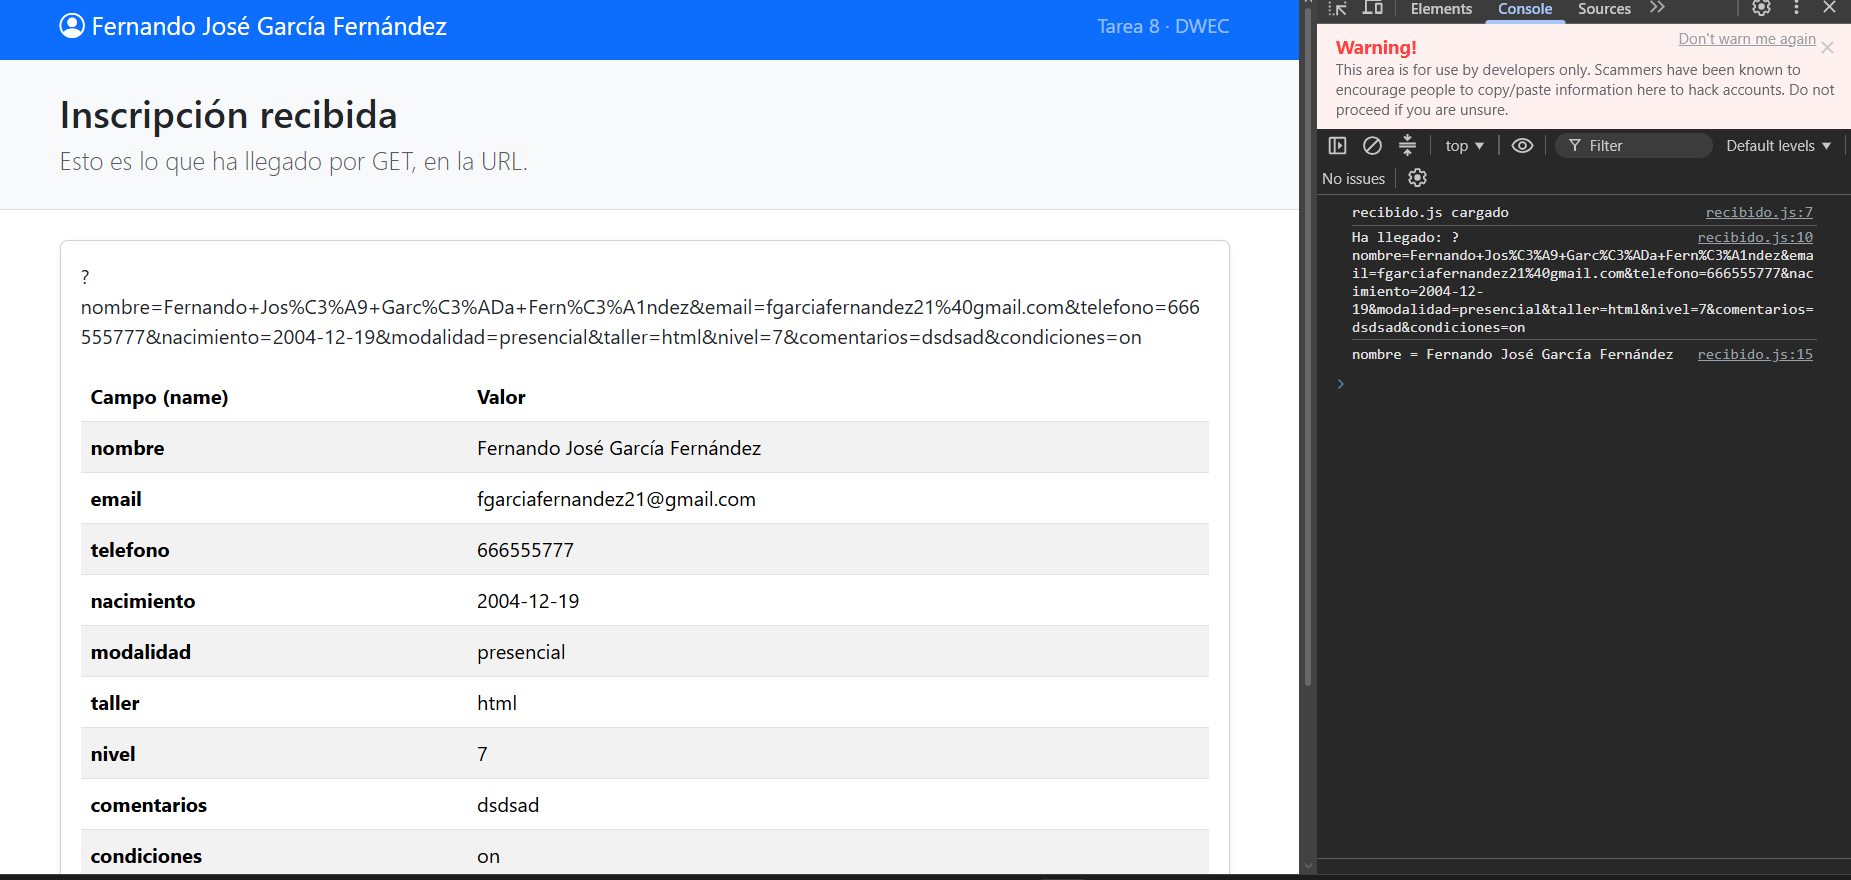 Fernando José García Fernández
Tarea 8 · DWEC
Inscripción recibida
Esto es lo que ha llegado por GET, en la URL.
?
nombre=Fernando+Jos%C3%A9+Garc%C3%ADa+Fern%C3%A1ndez&email=fgarciafernandez21%40gmail.com&telefono=666
555777&nacimiento=2004-12-19&modalidad=presencial&taller=html&nivel=7&comentarios=dsdsad&condiciones=on
Campo (name) Valor
nombre Fernando José García Fernández
email fgarciafernandez21@gmail.com
telefono 666555777
nacimiento 2004-12-19
modalidad presencial
taller html
nivel 7
comentarios dsdsad
condiciones on
Elements Console Sources
Don't warn me again
Warning!
This area is for use by developers only. Scammers have been known to
encourage people to copy/paste information here to hack accounts. Do not
proceed if you are unsure.
top Filter Default levels
No issues
recibido.js cargado recibido.js:7
Ha llegado: ? recibido.js:10
nombre=Fernando+Jos%C3%A9+Garc%C3%ADa+Fern%C3%A1ndez&ema
il=fgarciafernandez21%40gmail.com&telefono=666555777&nac
imiento=2004-12-
19&modalidad=presencial&taller=html&nivel=7&comentarios=
dsdsad&condiciones=on
nombre = Fernando José García Fernández recibido.js:15